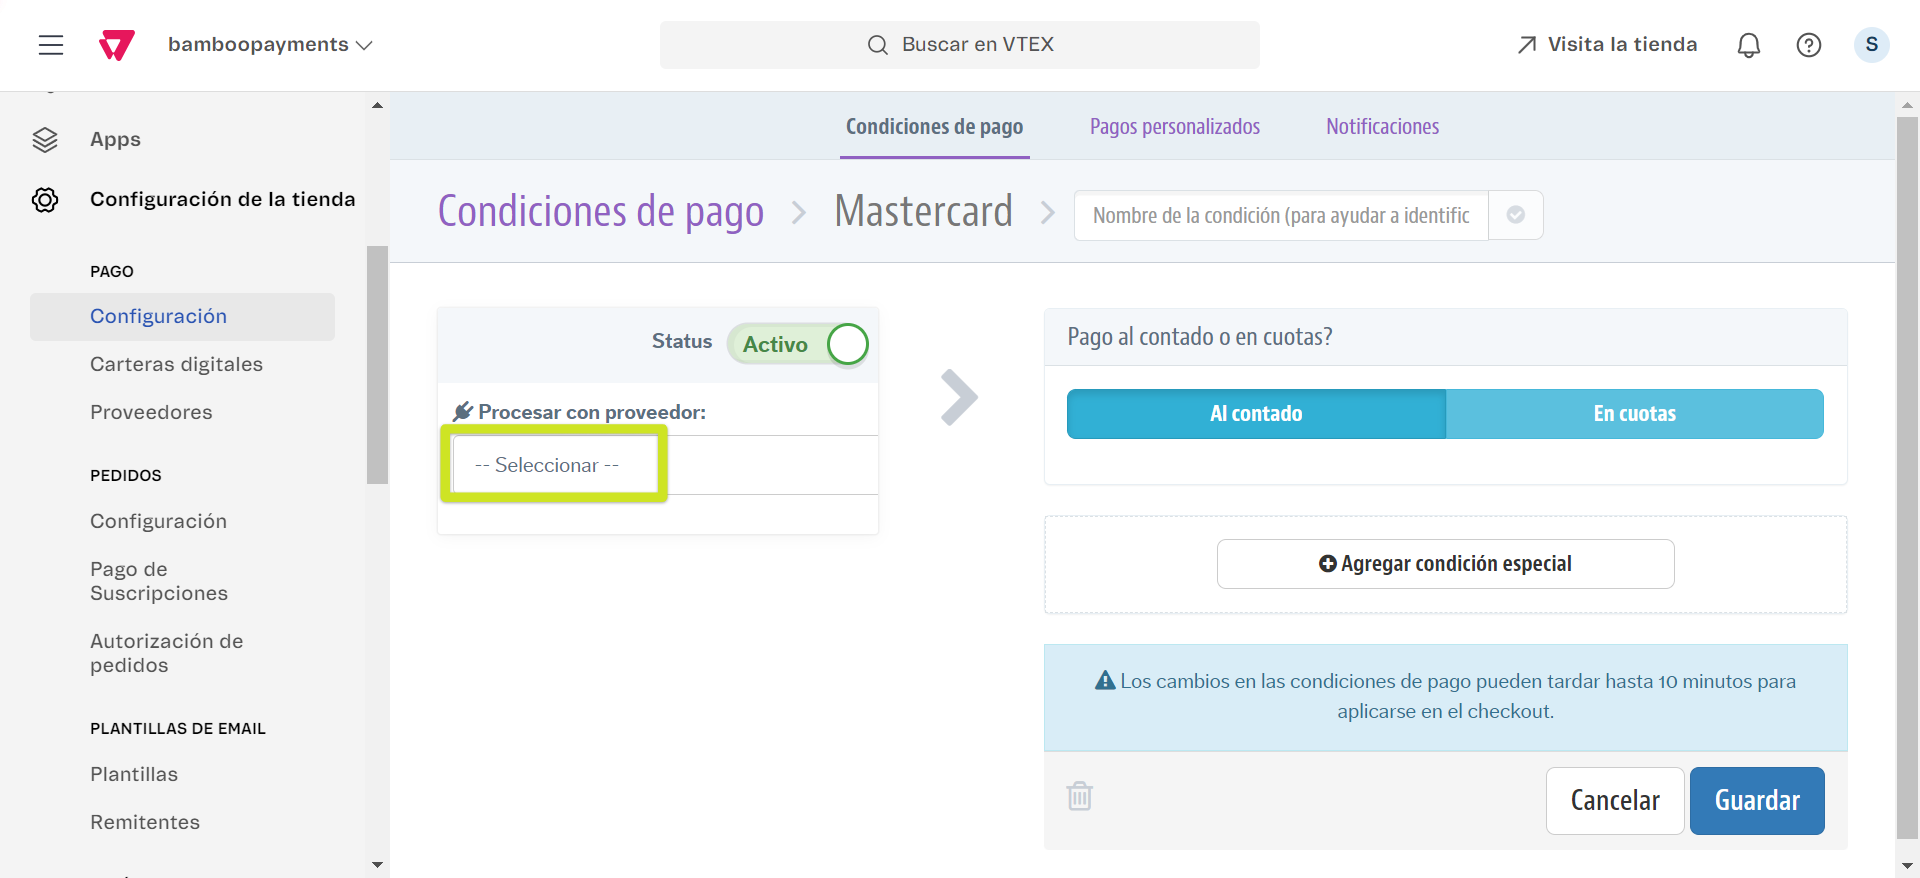 bamboopayments
Buscar en VTEX
Visita la tienda
S
Apps
Configuración de la tienda
PAGO
Configuración
Carteras digitales
Proveedores
PEDIDOS
Configuración
Pago de
Suscripciones
Autorización de
pedidos
PLANTILLAS DE EMAIL
Plantillas
Remitentes
Condiciones de pago
Pagos personalizados
Notificaciones
Condiciones de pago > Mastercard >
Nombre de la condición (para ayudar a identific
Status
Activo
Procesar con proveedor:
-- Seleccionar --
Pago al contado o en cuotas?
Al contado
En cuotas
Agregar condición especial
Los cambios en las condiciones de pago pueden tardar hasta 10 minutos para
aplicarse en el checkout.
Cancelar
Guardar